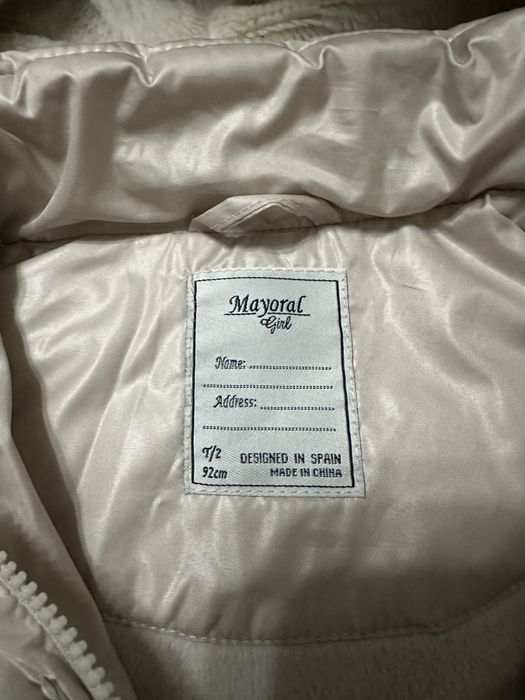 Mayoral
Girl
Name: ........................
......................................
Address: .....................
......................................
T/2 DESIGNED IN SPAIN
92cm MADE IN CHINA